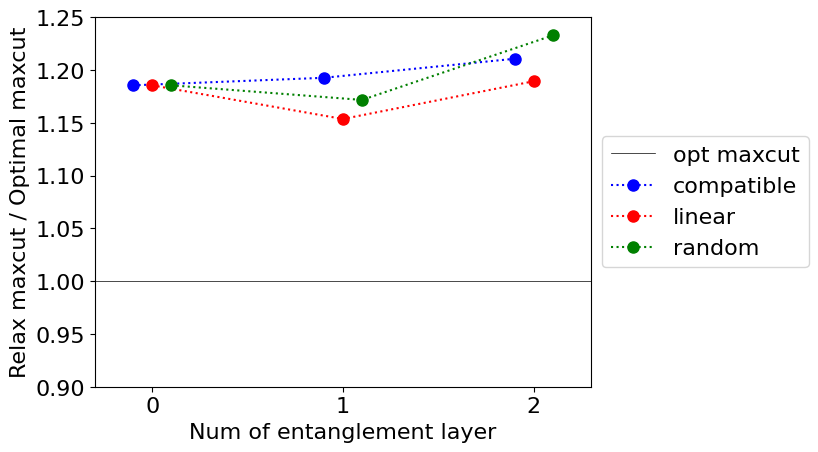 Relax maxcut / Optimal maxcut
1.25
1.20
1.15
1.10
1.05
1.00
0.95
0.90
0
1
2
Num of entanglement layer
opt maxcut
compatible
linear
random